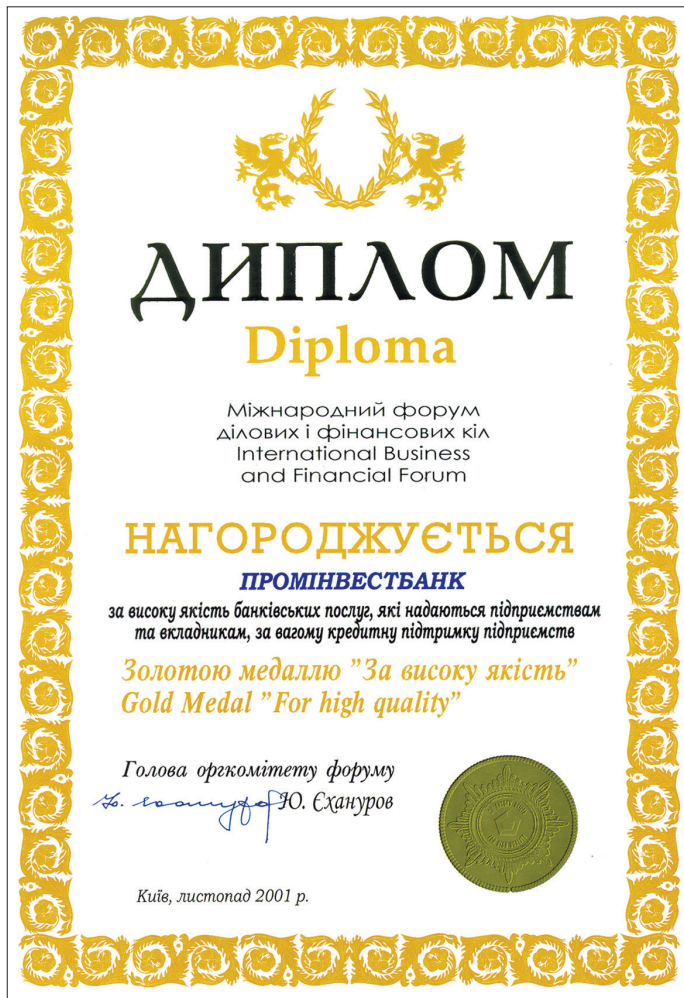 ДИПЛОМ
Diploma
Міжнародний форум
ділових і фінансових кіл
International Business
and Financial Forum
НАГОРОДЖУЄТЬСЯ
ПРОМІНВЕСТБАНК
за високу якість банківських послуг, які надаються підприємствам
та вкладникам, за вагому кредитну підтримку підприємств
Золотою медаллю "За високу якість"
Gold Medal "For high quality"
Голова оргкомітету форуму
Ю. Єхануров
Київ, листопад 2001 р.